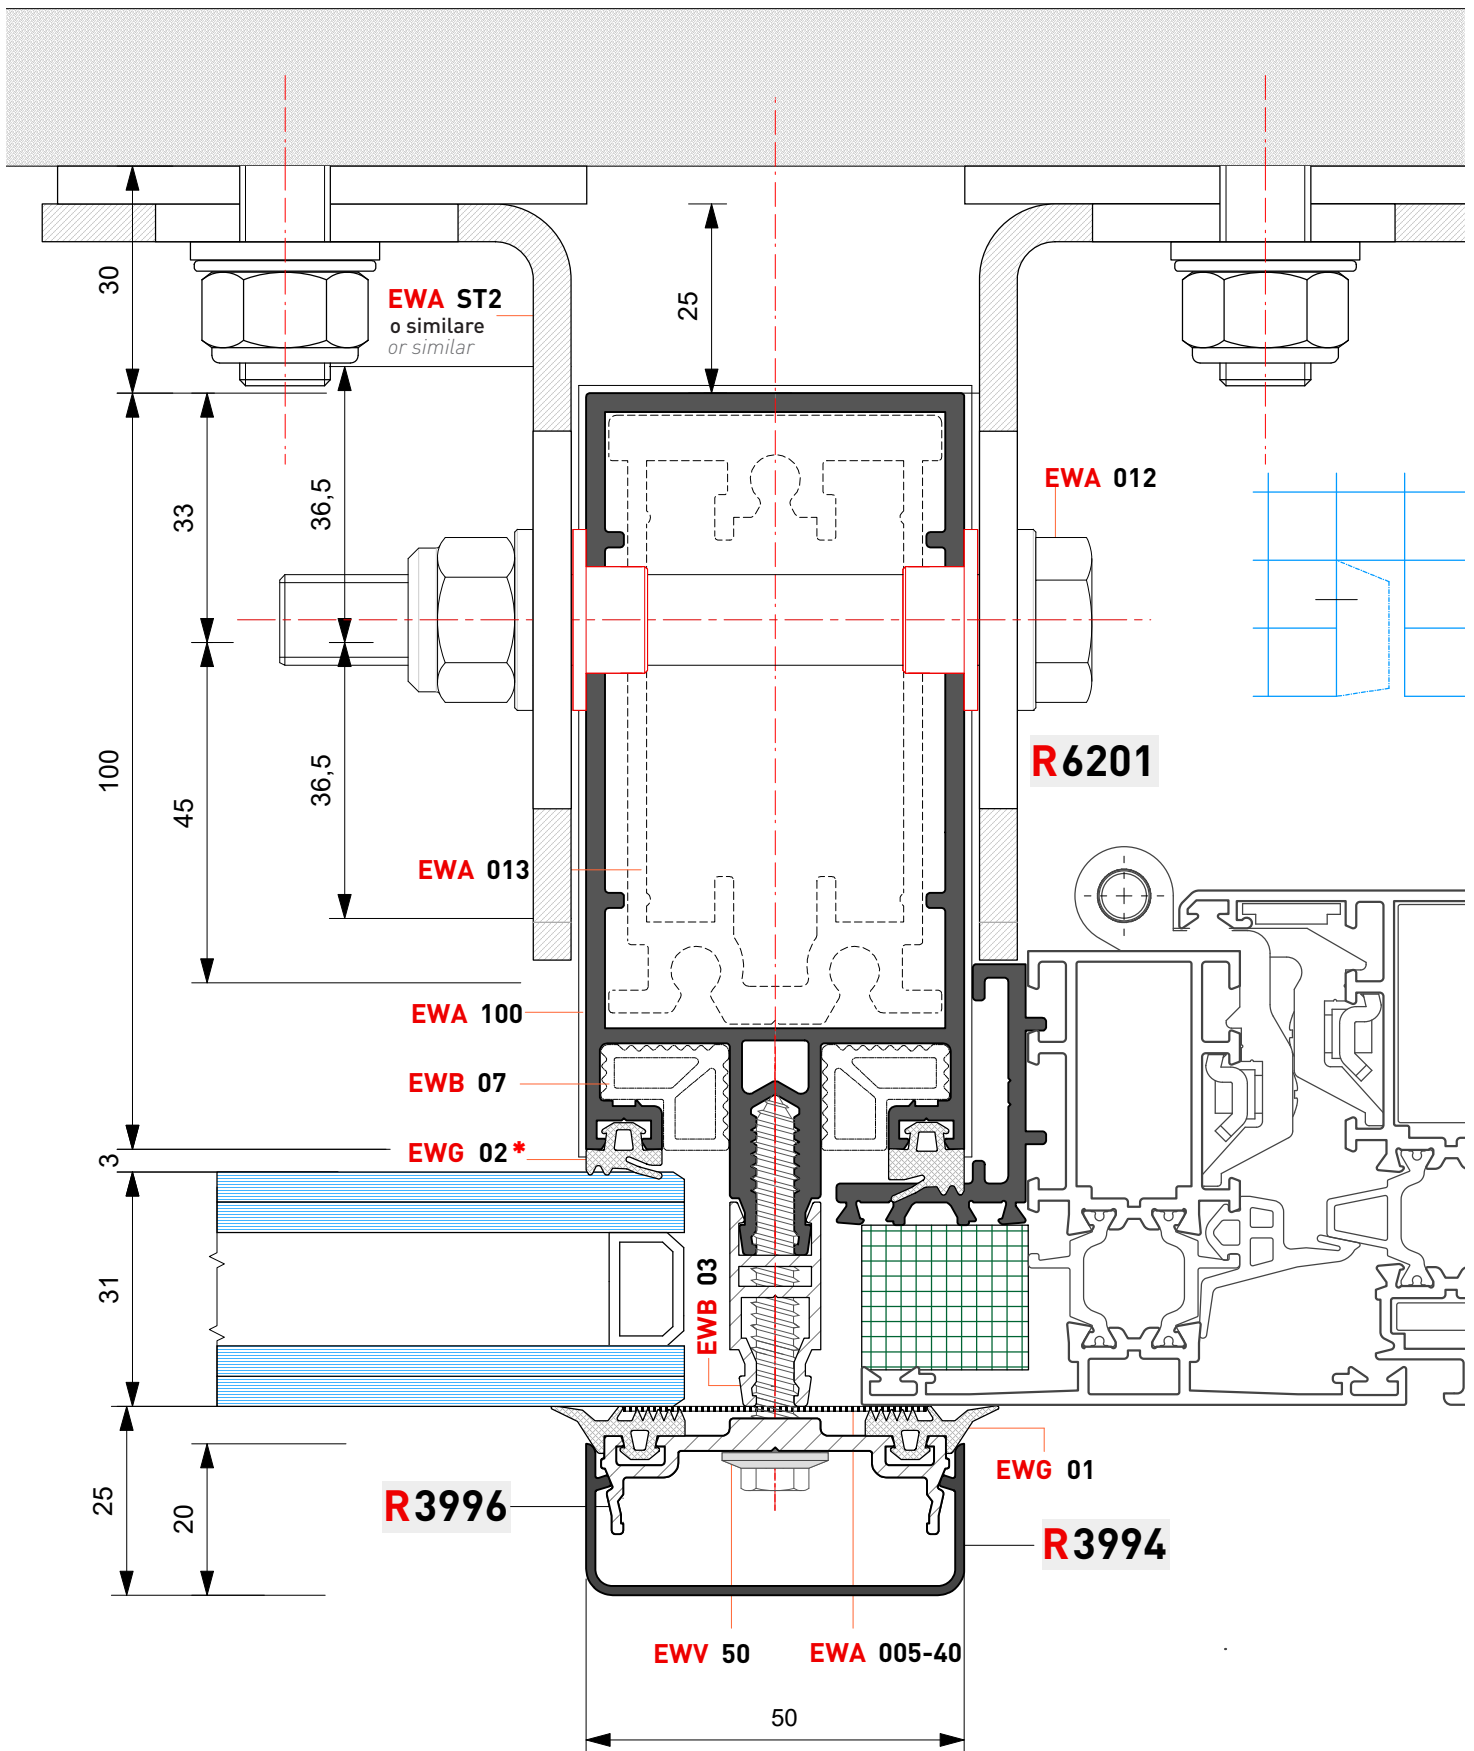 30
25
EWA ST2
o similare
or similar
EWA 012
33
36,5
R6201
100
36,5
45
EWA 013
EWA 100
EWB 07
EWG 02*
3
31
EWB 03
EWG 01
25
20
R3996
R3994
EWV 50
EWA 005-40
50